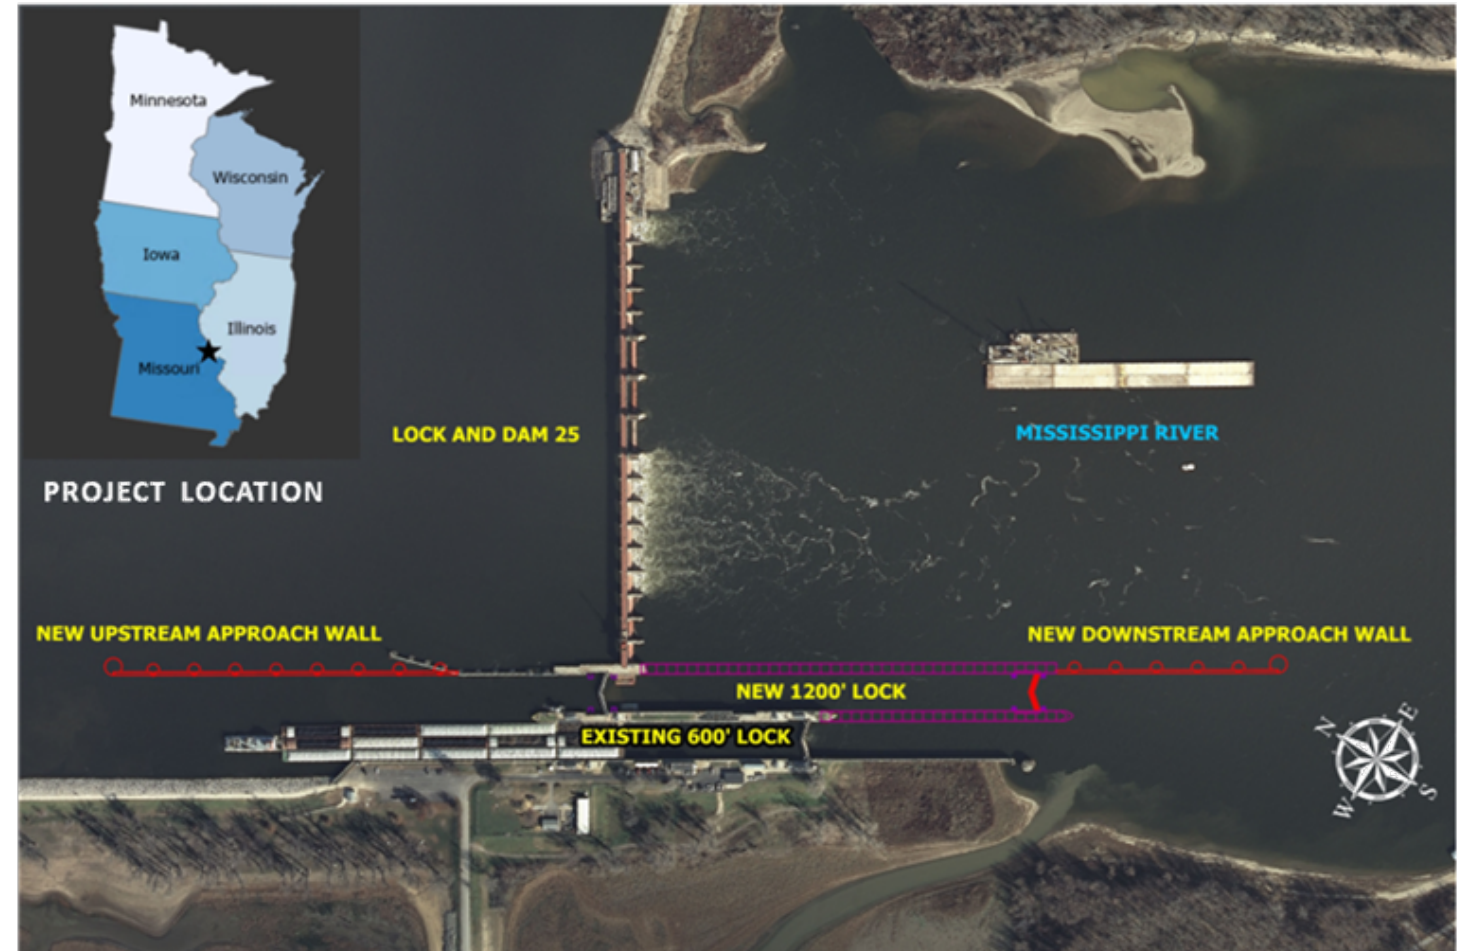 Minnesota
Wisconsin
Iowa
Illinois
Missouri
PROJECT LOCATION
LOCK AND DAM 25
MISSISSIPPI RIVER
NEW UPSTREAM APPROACH WALL
NEW DOWNSTREAM APPROACH WALL
NEW 1200' LOCK
EXISTING 600' LOCK
N
E
W
S